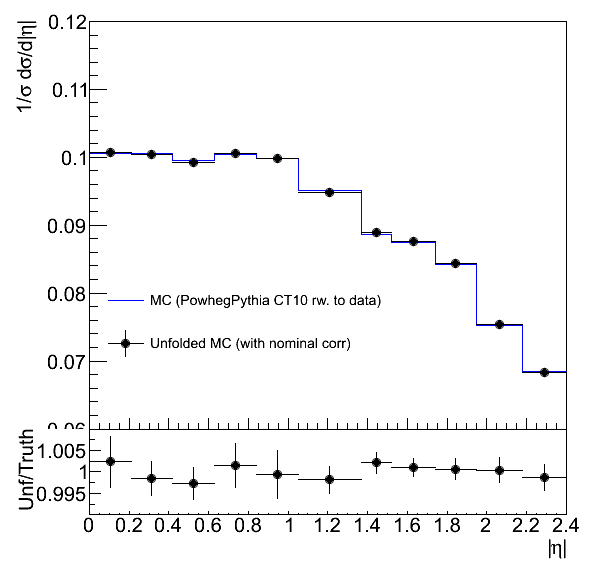 0.12
0.11
0.1
0.09
0.08
0.07
0.06
1/σ dσ/d|η|
MC (PowhegPythia CT10 rw. to data)
Unfolded MC (with nominal corr)
Unf/Truth
1.005
1
0.995
0 0.2 0.4 0.6 0.8 1 1.2 1.4 1.6 1.8 2 2.2 2.4
|η|